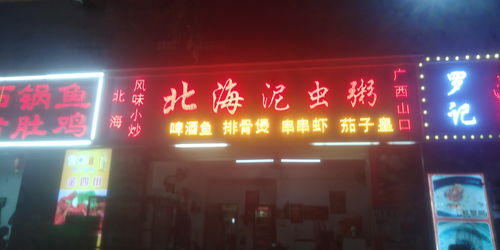 锅鱼
肚鸡
北海
风味小炒
北海泥虫粥
啤酒鱼 排骨煲 串串虾 茄子皇
广西山口
罗记